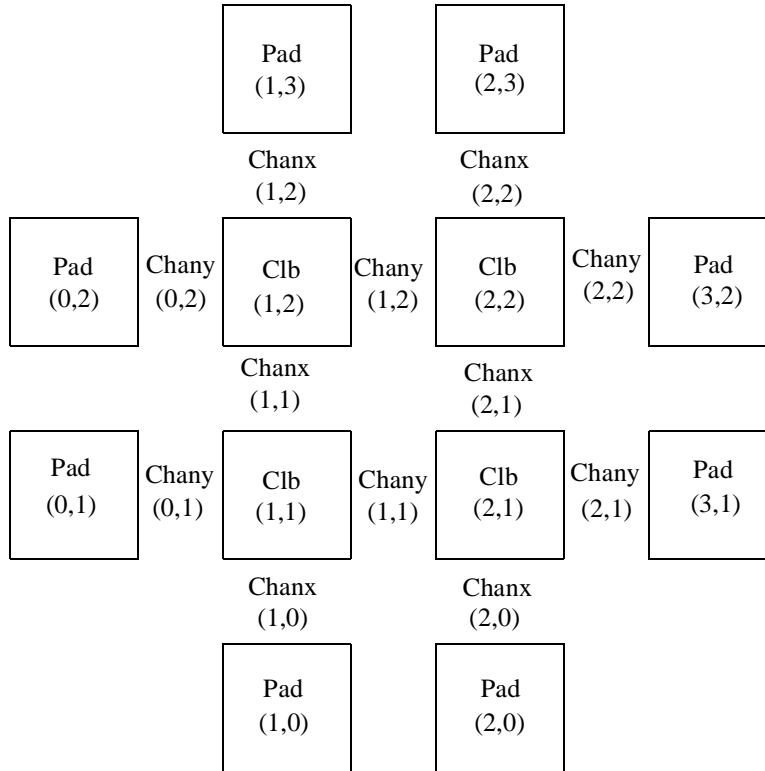 Pad
(1,3)
Pad
(2,3)
Chanx
(1,2)
Chanx
(2,2)
Pad
(0,2)
Chany
(0,2)
Clb
(1,2)
Chany
(1,2)
Clb
(2,2)
Chany
(2,2)
Pad
(3,2)
Chanx
(1,1)
Chanx
(2,1)
Pad
(0,1)
Chany
(0,1)
Clb
(1,1)
Chany
(1,1)
Clb
(2,1)
Chany
(2,1)
Pad
(3,1)
Chanx
(1,0)
Chanx
(2,0)
Pad
(1,0)
Pad
(2,0)